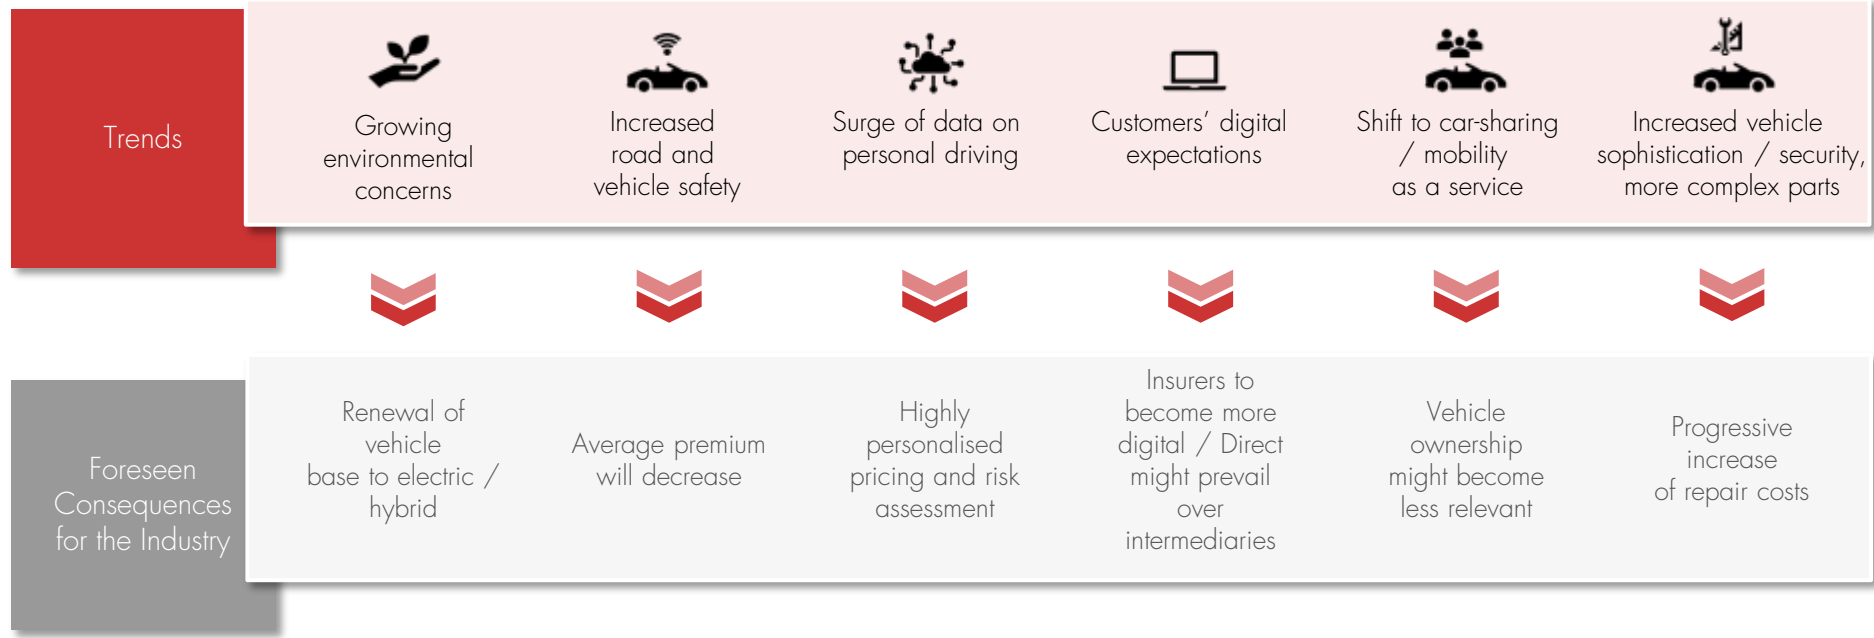 Trends
Growing
environmental
concerns
Increased
road and
vehicle safety
Surge of data on
personal driving
Customers’ digital
expectations
Shift to car-sharing
/ mobility
as a service
Increased vehicle
sophistication / security,
more complex parts
Foreseen
Consequences
for the Industry
Renewal of
vehicle
base to electric /
hybrid
Average premium
will decrease
Highly
personalised
pricing and risk
assessment
Insurers to
become more
digital / Direct
might prevail
over
intermediaries
Vehicle
ownership
might become
less relevant
Progressive
increase
of repair costs